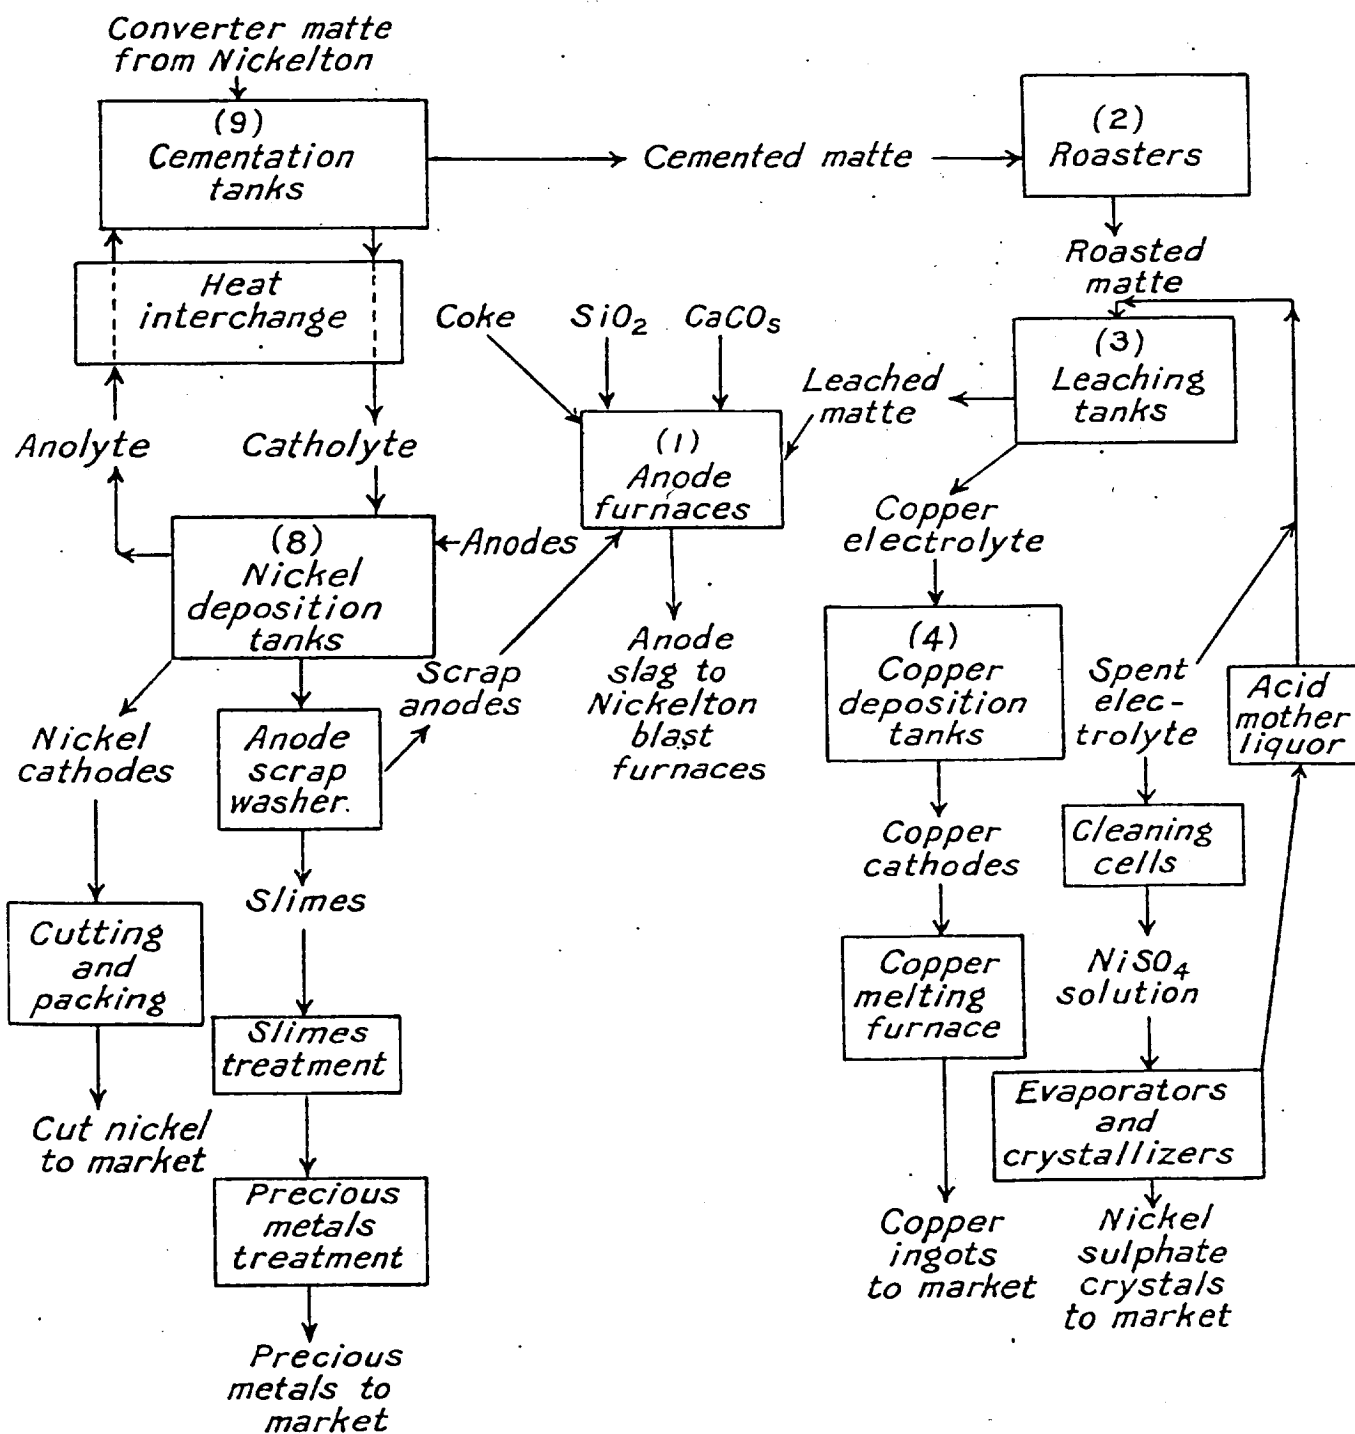 Converter matte
from Nickelton
(9)
Cementation
tanks
Cemented matte
(2)
Roasters
Roasted
matte
Heat
interchange
Coke
SiO2
CaCOs
(3)
Leaching
tanks
Leached
matte
Anolyte
Catholyte
(1)
Anode
furnaces
Copper
electrolyte
Anodes
(8)
Nickel
deposition
tanks
Scrap
anodes
Anode
slag to
Nickelton
blast
furnaces
(4)
Copper
deposition
tanks
Spent
elec-
trolyte
Acid
mother
liquor
Nickel
cathodes
Anode
scrap
washer.
Copper
cathodes
Cleaning
cells
Slimes
Cutting
and
packing
Copper
melting
furnace
NiSO4
solution
Slimes
treatment
Evaporators
and
crystallizers
Cut nickel
to market
Precious
metals
treatment
Copper
ingots
to market
Nickel
sulphate
crystals
to market
Precious
metals to
market